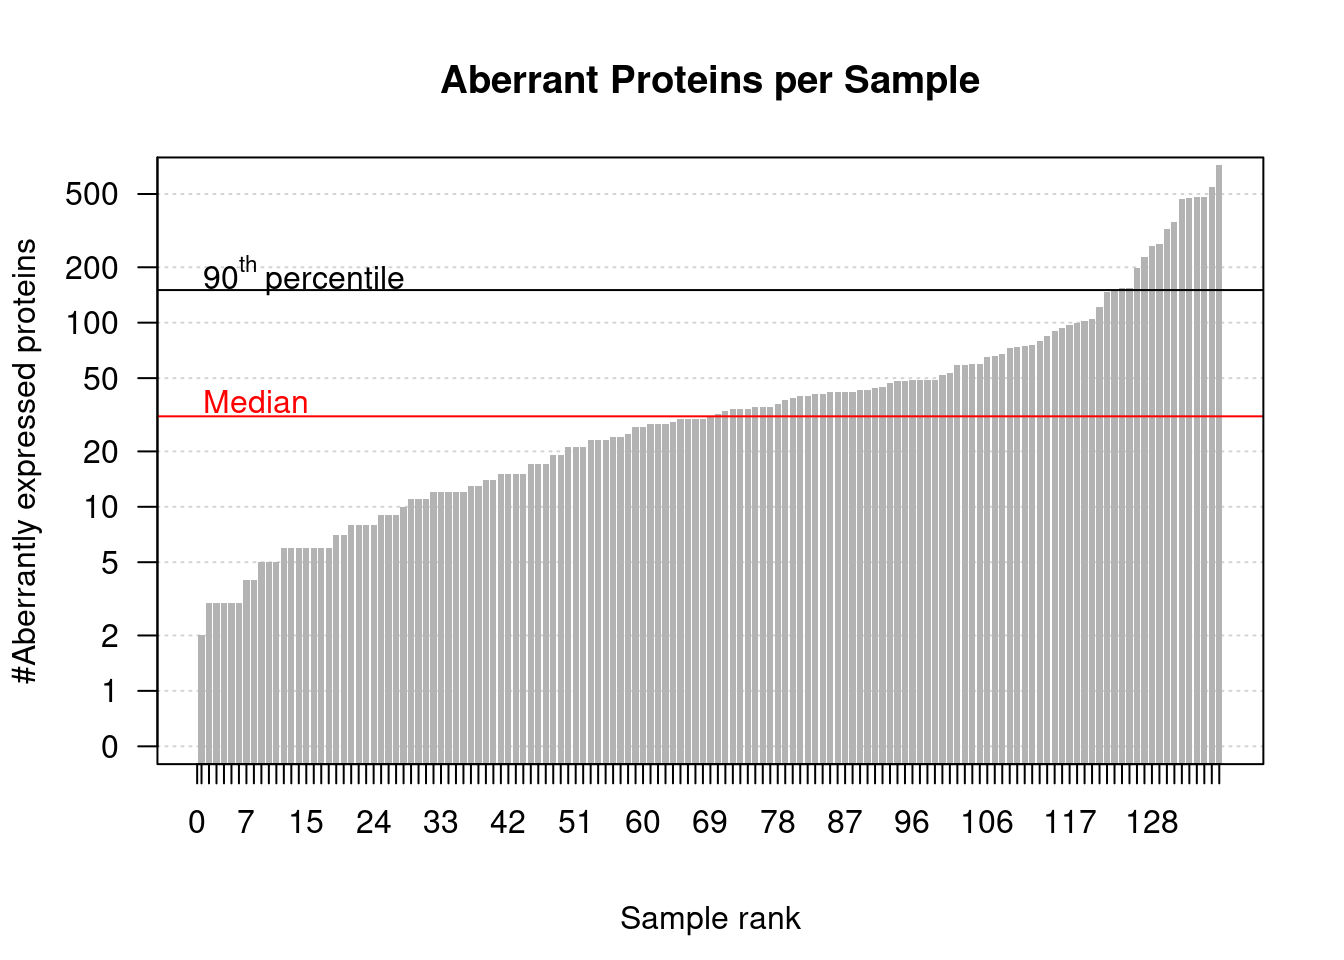 Aberrant Proteins per Sample
#Aberrantly expressed proteins
500
200
100
50
20
10
5
2
1
0
90th percentile
Median
0 7 15 24 33 42 51 60 69 78 87 96 106 117 128
Sample rank